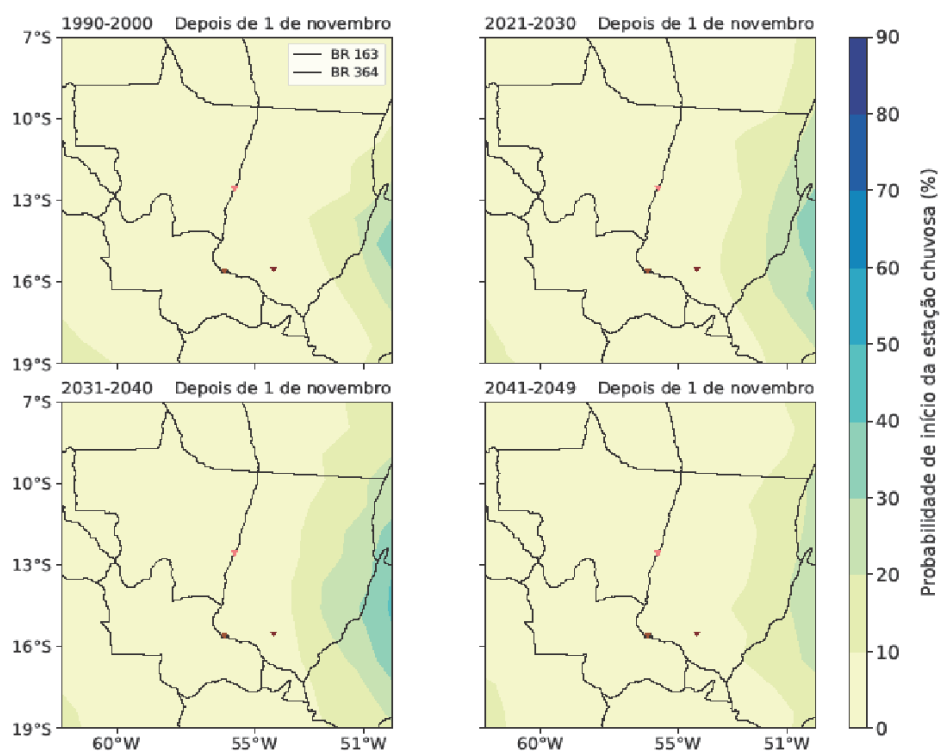 1990-2000 Depois de 1 de novembro
2021-2030 Depois de 1 de novembro
BR 163
BR 364
7°S
10°S
13°S
16°S
19°S
2031-2040 Depois de 1 de novembro
2041-2049 Depois de 1 de novembro
7°S
10°S
13°S
16°S
19°S
60°W 55°W 51°W
60°W 55°W 51°W
90
80
70
60
50
40
30
20
10
0
Probabilidade de início da estação chuvosa (%)